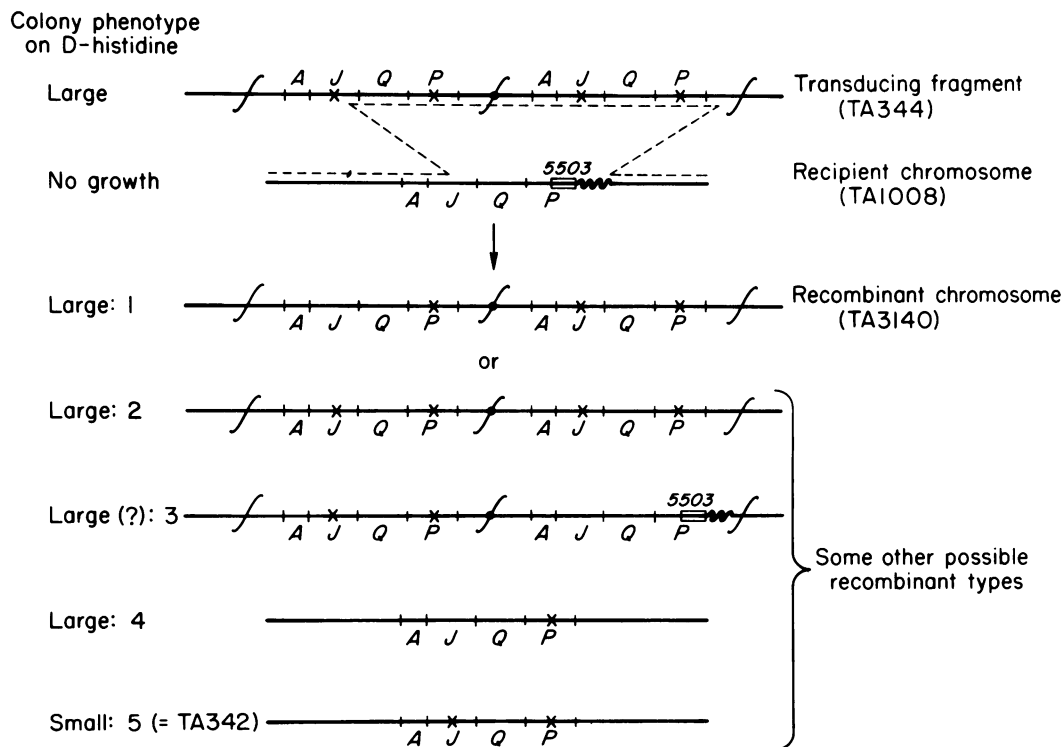 Colony phenotype
on D-histidine
A J Q P A J Q P
Large
Transducing fragment
(TA344)
5503
No growth
Recipient chromosome
(TA1008)
A J Q P
Large: 1
Recombinant chromosome
(TA3140)
A J Q P A J Q P
or
Large: 2
A J Q P A J Q P
5503
Large (?): 3
A J Q P A J Q P
Some other possible
recombinant types
Large: 4
A J Q P
Small: 5 (= TA342)
A J Q P